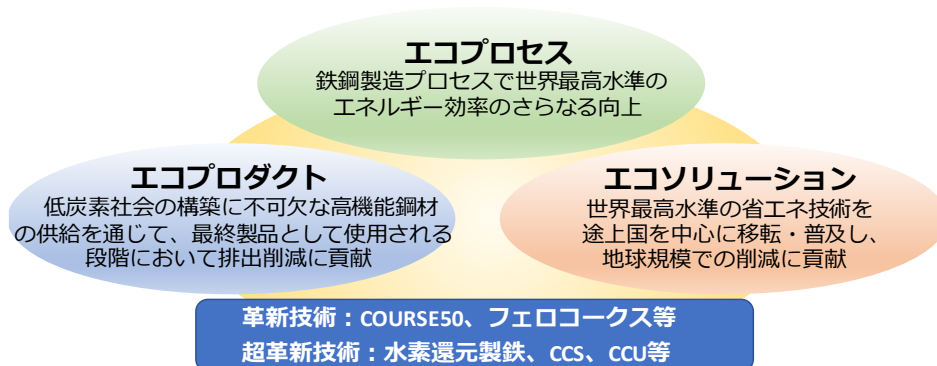 エコプロセス
鉄鋼製造プロセスで世界最高水準の
エネルギー効率のさらなる向上
エコプロダクト
低炭素社会の構築に不可欠な高機能鋼材
の供給を通じて、最終製品として使用される
段階において排出削減に貢献
エコソリューション
世界最高水準の省エネ技術を
途上国を中心に移転・普及し、
地球規模での削減に貢献
革新技術：COURSE50、フェロコークス等
超革新技術：水素還元製鉄、CCS、CCU等